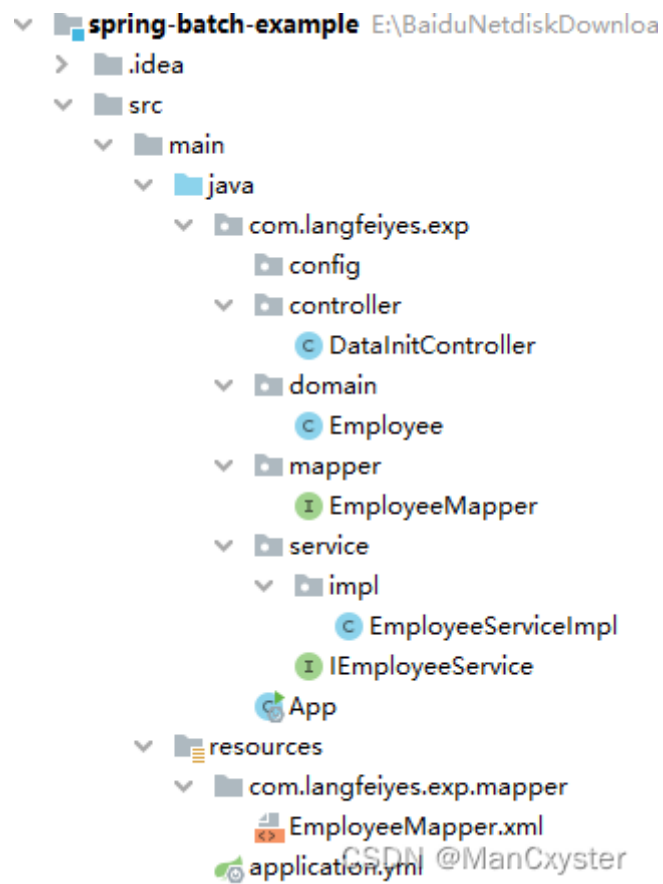 spring-batch-example E:\BaiduNetdiskDownloa
.idea
src
main
java
com.langfeiyes.exp
config
controller
C DataInitController
domain
C Employee
mapper
I EmployeeMapper
service
impl
C EmployeeServiceImpl
I IEmployeeService
App
resources
com.langfeiyes.exp.mapper
EmployeeMapper.xml
application.yml
CSDN @ManCxyster